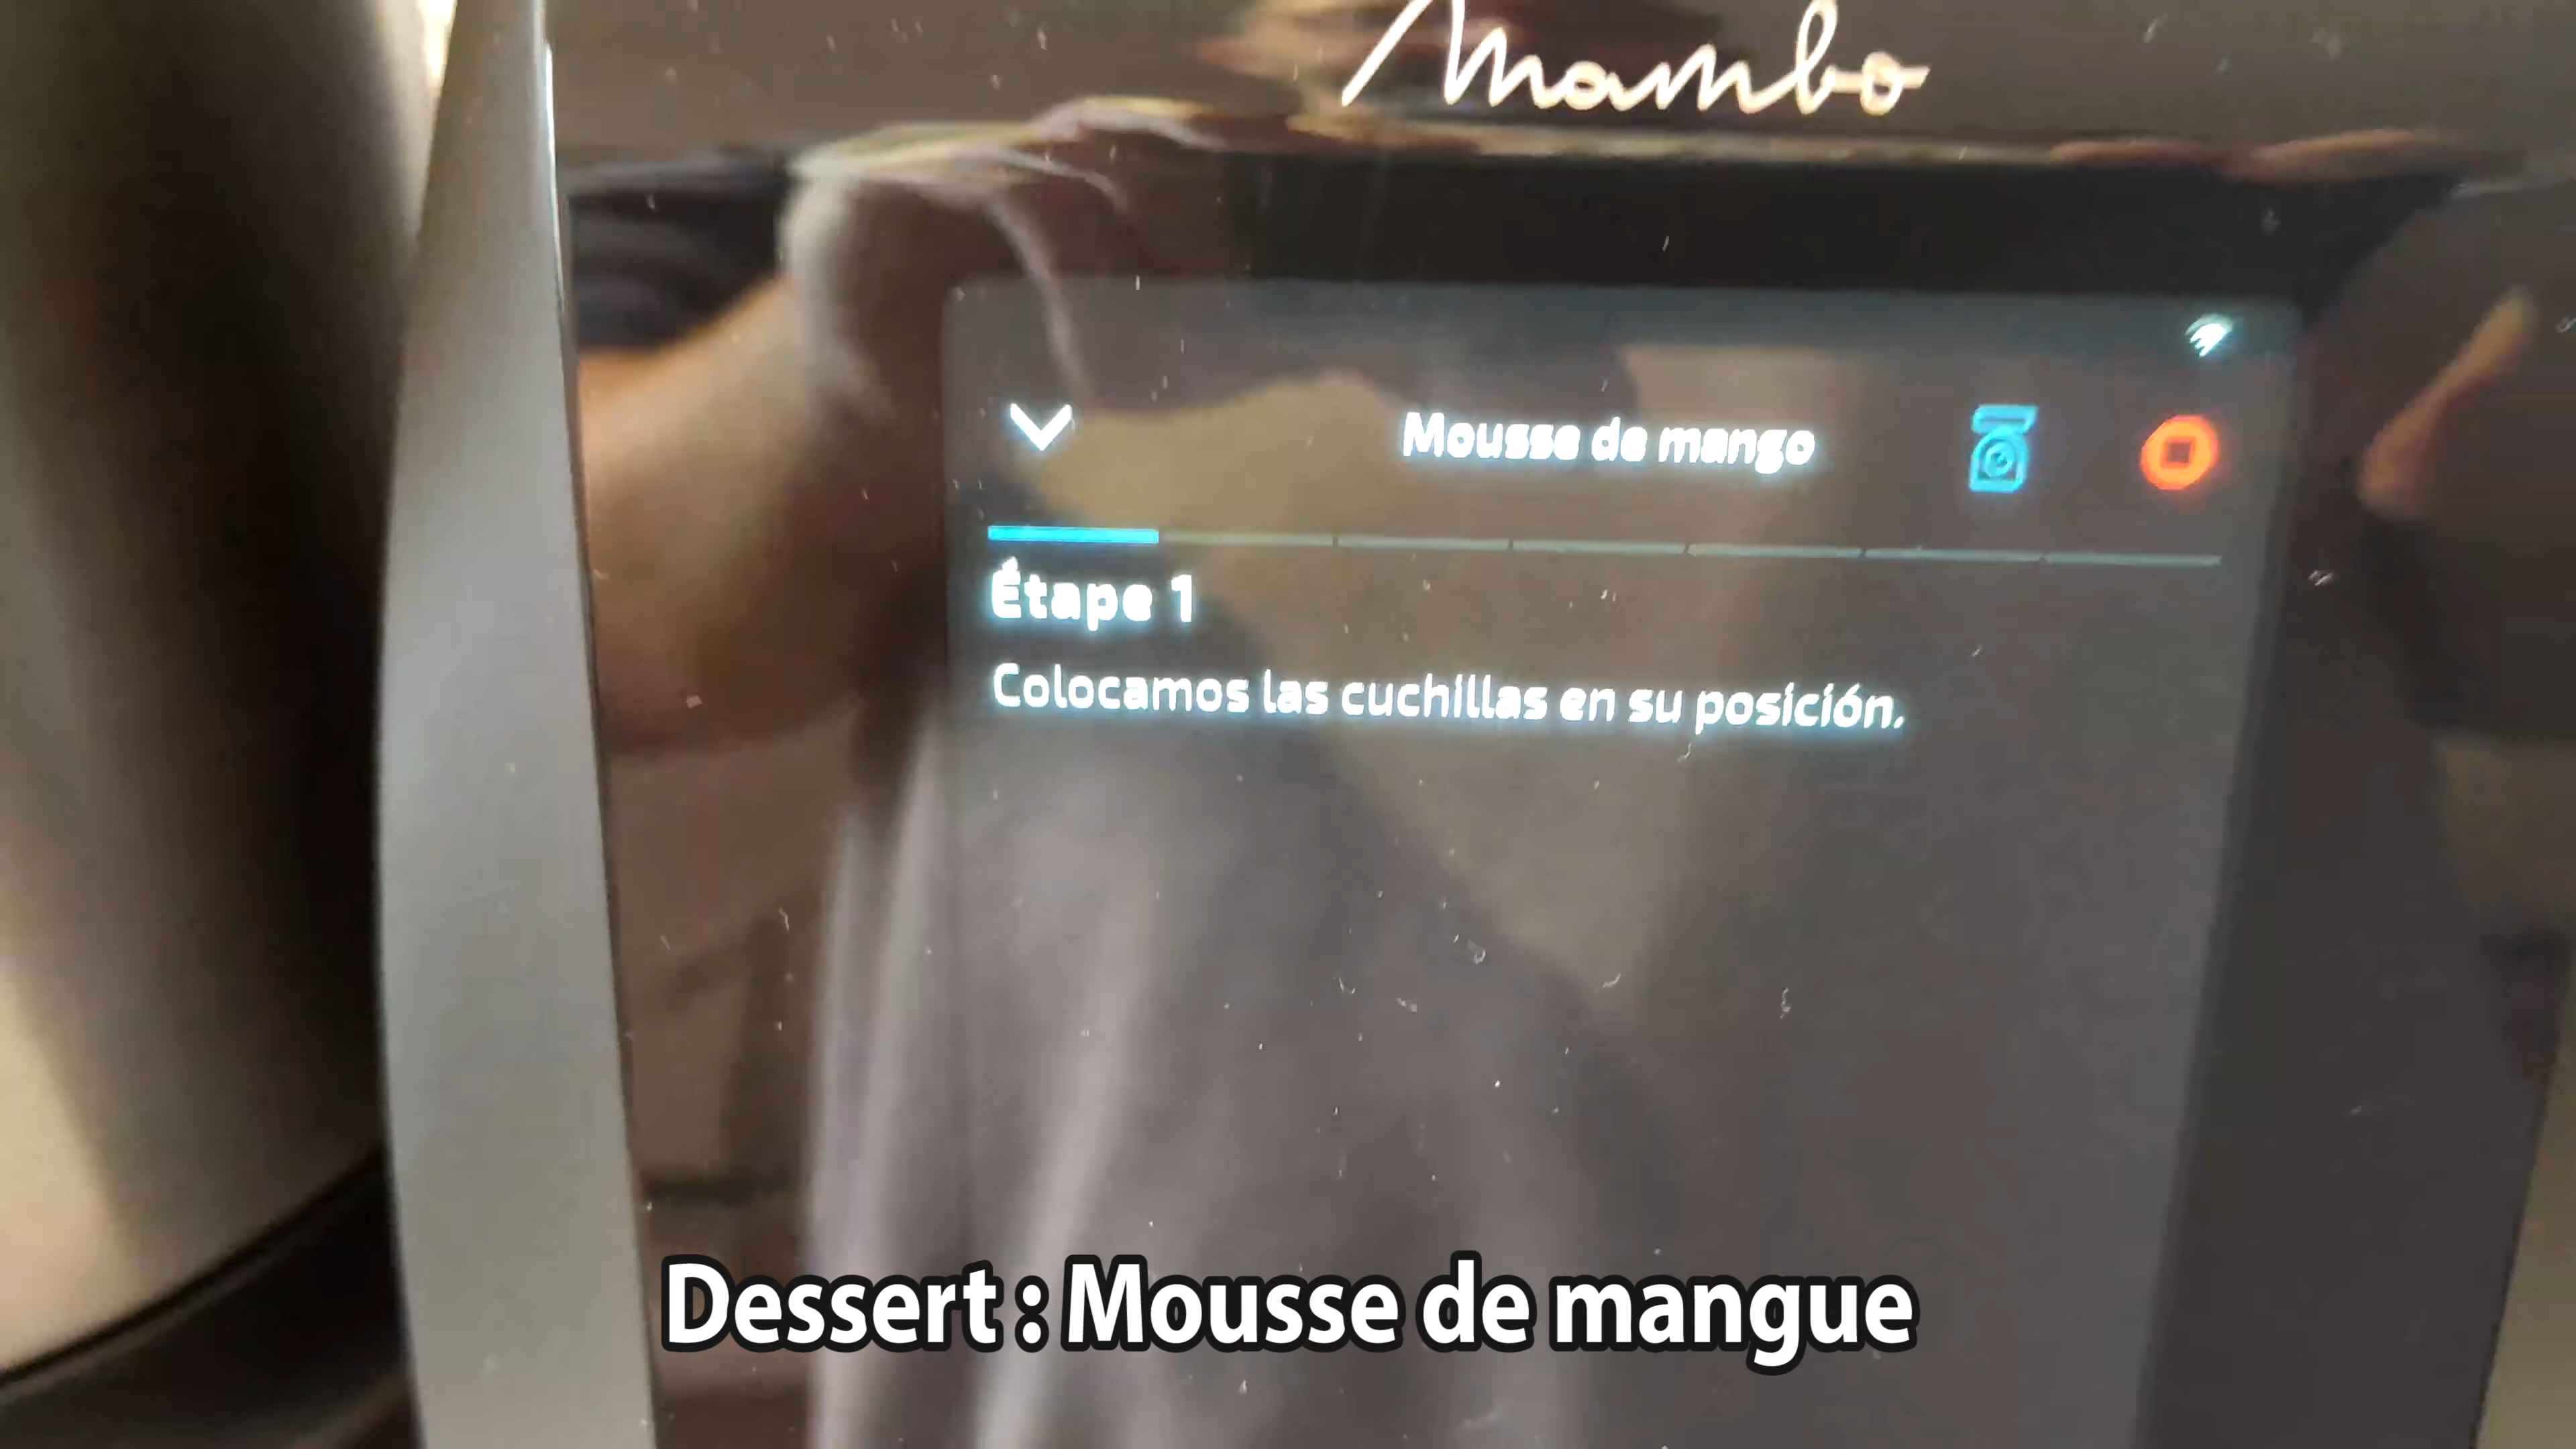 Mambo
Mousse de mango
Étape 1
Colocamos las cuchillas en su posición.
Dessert : Mousse de mangue